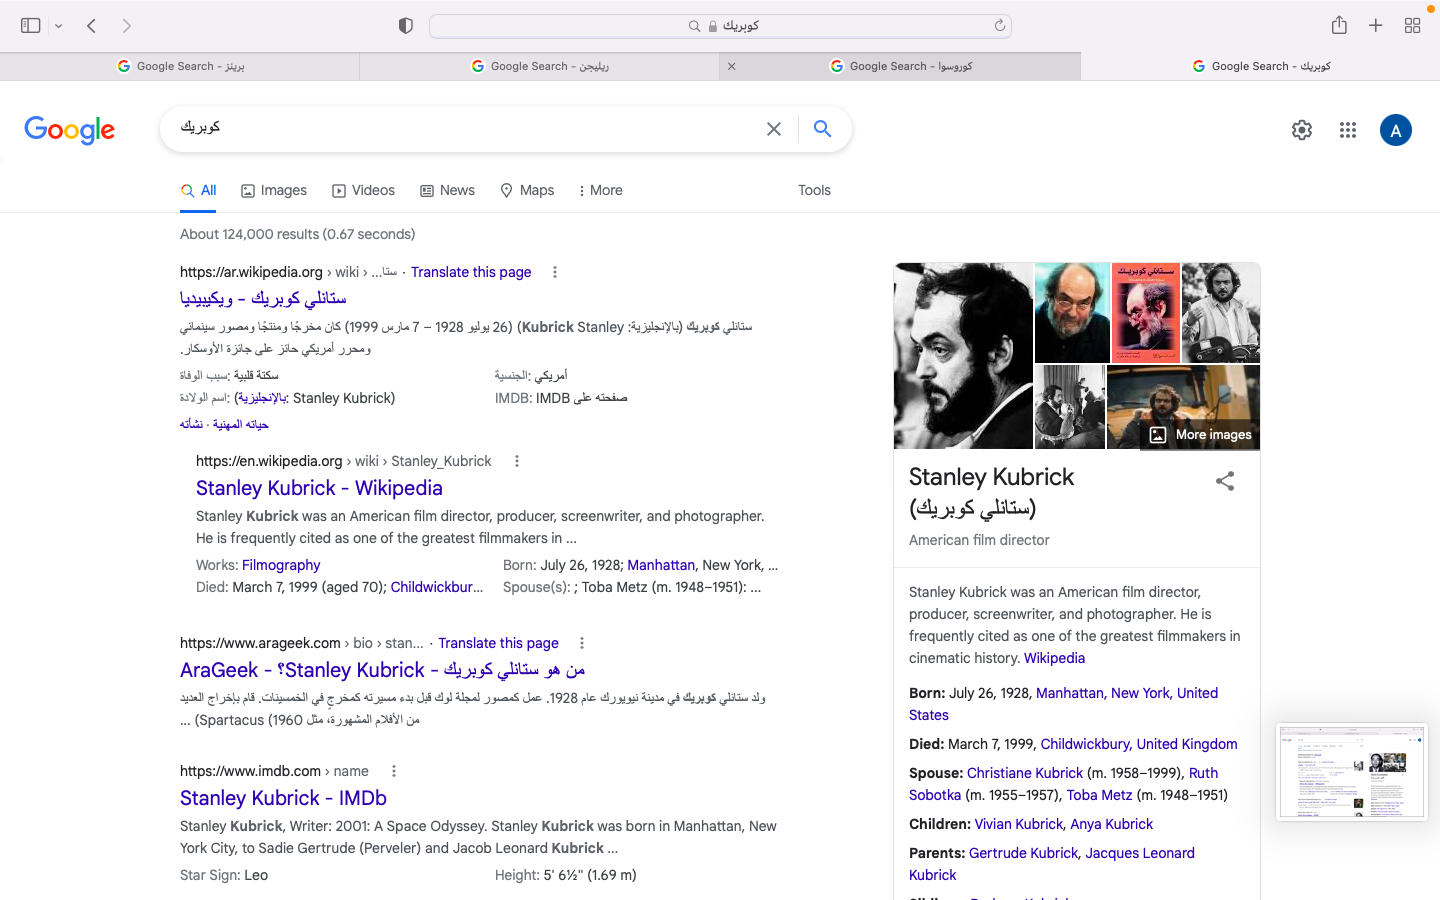 كوبريك
برينز - Google Search
ريليجن - Google Search
كوروسوا - Google Search
كوبريك - Google Search
Google
كوبريك
A
All
Images
Videos
News
Maps
More
Tools
About 124,000 results (0.67 seconds)
https://ar.wikipedia.org › wiki › ...ستا · Translate this page
ستانلي كوبريك - ويكيبيديا
ستانلي كوبريك (بالإنجليزية: Kubrick Stanley) (26 يوليو 1928 – 7 مارس 1999) كان مخرجًا ومنتجًا ومصور سينمائي
ومحرر أمريكي حائز على جائزة الأوسكار.
سبب الوفاة: سكتة قلبية
الجنسية: أمريكي
اسم الولادة: (بالإنجليزية: Stanley Kubrick)
IMDB: صفحته على IMDB
حياته المهنية · نشأته
https://en.wikipedia.org › wiki › Stanley_Kubrick
Stanley Kubrick - Wikipedia
Stanley Kubrick was an American film director, producer, screenwriter, and photographer.
He is frequently cited as one of the greatest filmmakers in ...
Works: Filmography
Born: July 26, 1928; Manhattan, New York, ...
Died: March 7, 1999 (aged 70); Childwickbur...
Spouse(s): ; Toba Metz (m. 1948–1951): ...
https://www.arageek.com › bio › stan... · Translate this page
من هو ستانلي كوبريك - Stanley Kubrick؟ - AraGeek
ولد ستانلي كوبريك في مدينة نيويورك عام 1928. عمل كمصور لمجلة لوك قبل بدء مسيرته كمخرجٍ في الخمسينات. قام بإخراج العديد
من الأفلام المشهورة، مثل Spartacus (1960) ...
https://www.imdb.com › name
Stanley Kubrick - IMDb
Stanley Kubrick, Writer: 2001: A Space Odyssey. Stanley Kubrick was born in Manhattan, New
York City, to Sadie Gertrude (Perveler) and Jacob Leonard Kubrick ...
Star Sign: Leo
Height: 5' 6½" (1.69 m)
ستانلي كوبريك
More images
Stanley Kubrick
(ستانلي كوبريك)
American film director
Stanley Kubrick was an American film director,
producer, screenwriter, and photographer. He is
frequently cited as one of the greatest filmmakers in
cinematic history. Wikipedia
Born: July 26, 1928, Manhattan, New York, United
States
Died: March 7, 1999, Childwickbury, United Kingdom
Spouse: Christiane Kubrick (m. 1958–1999), Ruth
Sobotka (m. 1955–1957), Toba Metz (m. 1948–1951)
Children: Vivian Kubrick, Anya Kubrick
Parents: Gertrude Kubrick, Jacques Leonard
Kubrick